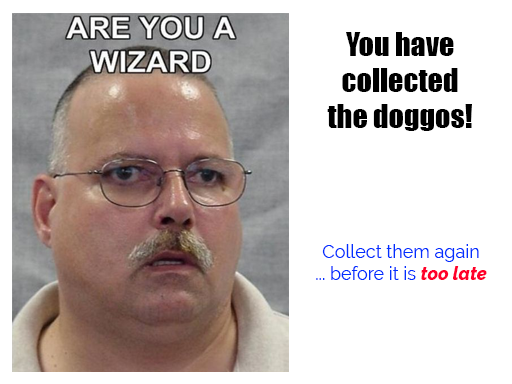 ARE YOU A
WIZARD
You have
collected
the doggos!
Collect them again
... before it is too late